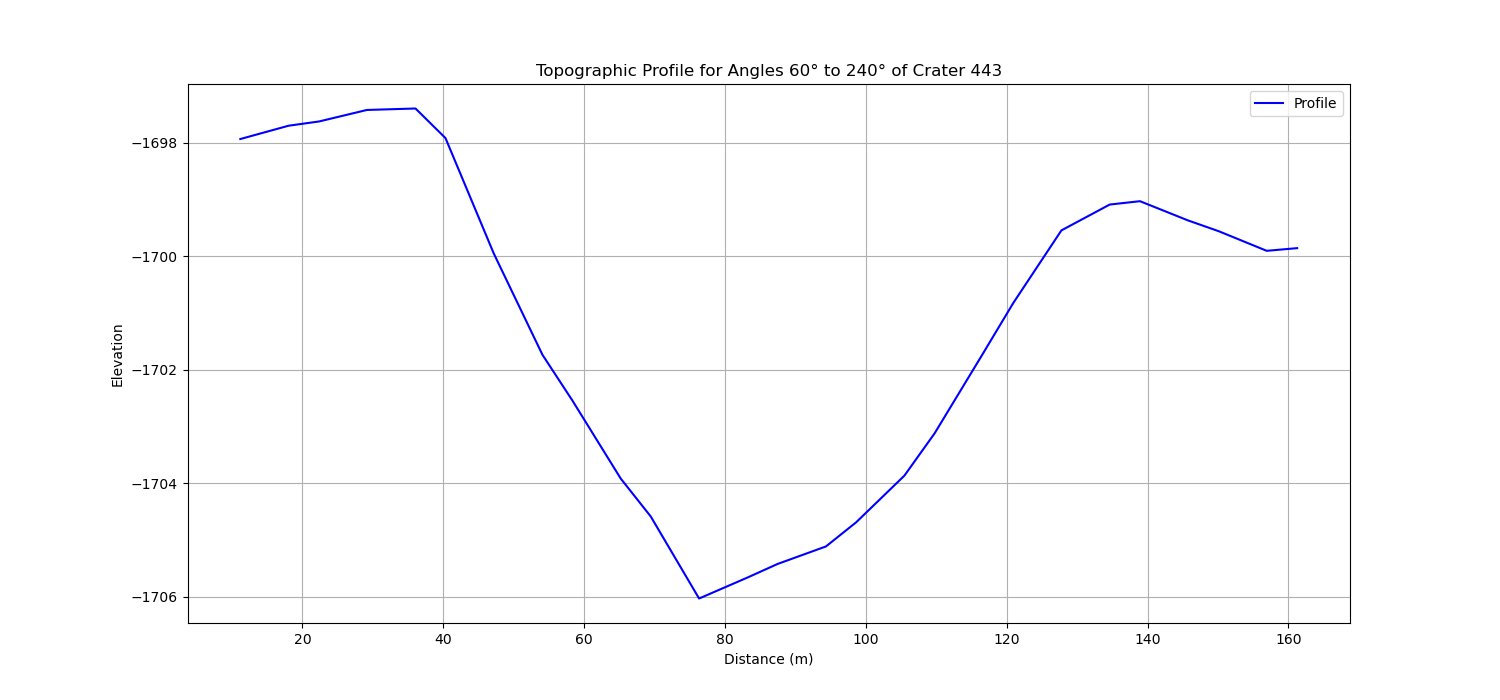 Topographic Profile for Angles 60° to 240° of Crater 443
Profile
−1698
−1700
−1702
−1704
−1706
Elevation
20 40 60 80 100 120 140 160
Distance (m)